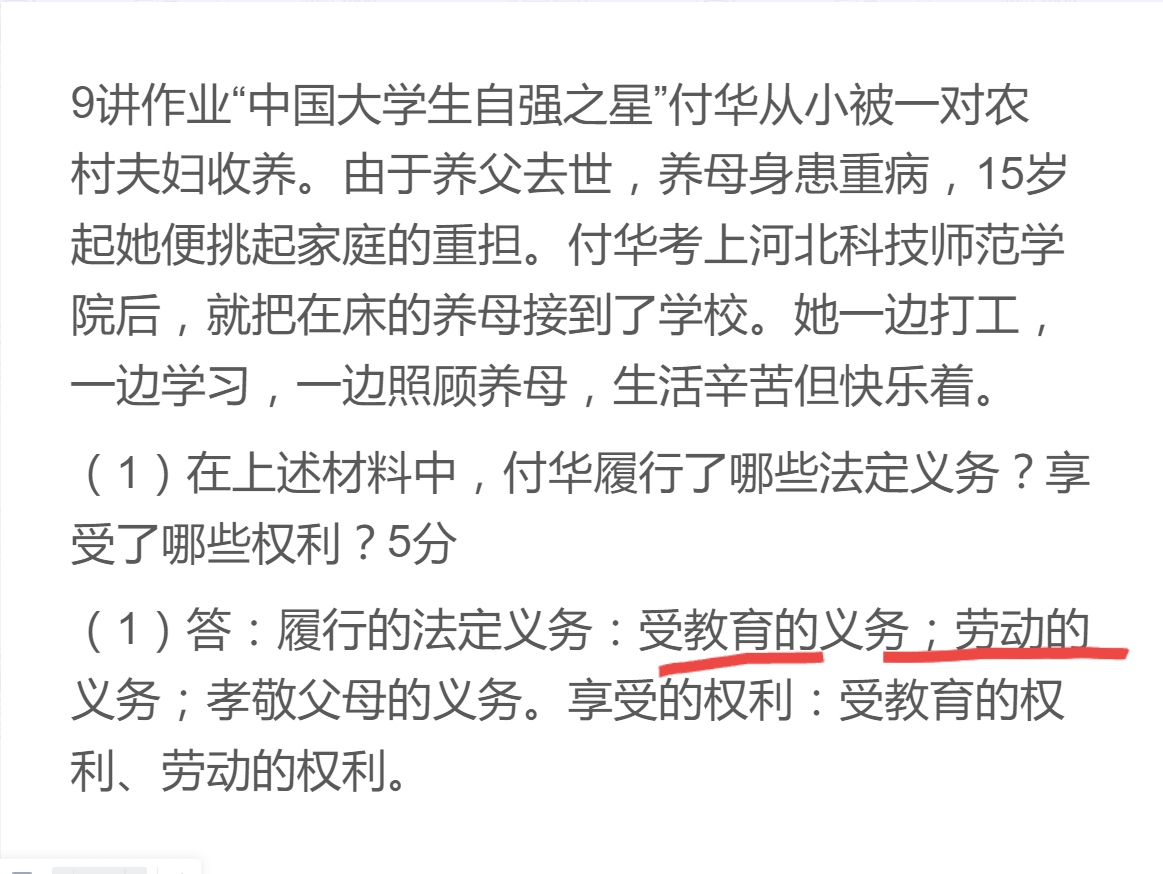 9讲作业“中国大学生自强之星”付华从小被一对农
村夫妇收养。由于养父去世，养母身患重病，15岁
起她便挑起家庭的重担。付华考上河北科技师范学
院后，就把在床的养母接到了学校。她一边打工，
一边学习，一边照顾养母，生活辛苦但快乐着。
（1）在上述材料中，付华履行了哪些法定义务？享
受了哪些权利？5分
（1）答：履行的法定义务：受教育的义务；劳动的
义务；孝敬父母的义务。享受的权利：受教育的权
利、劳动的权利。